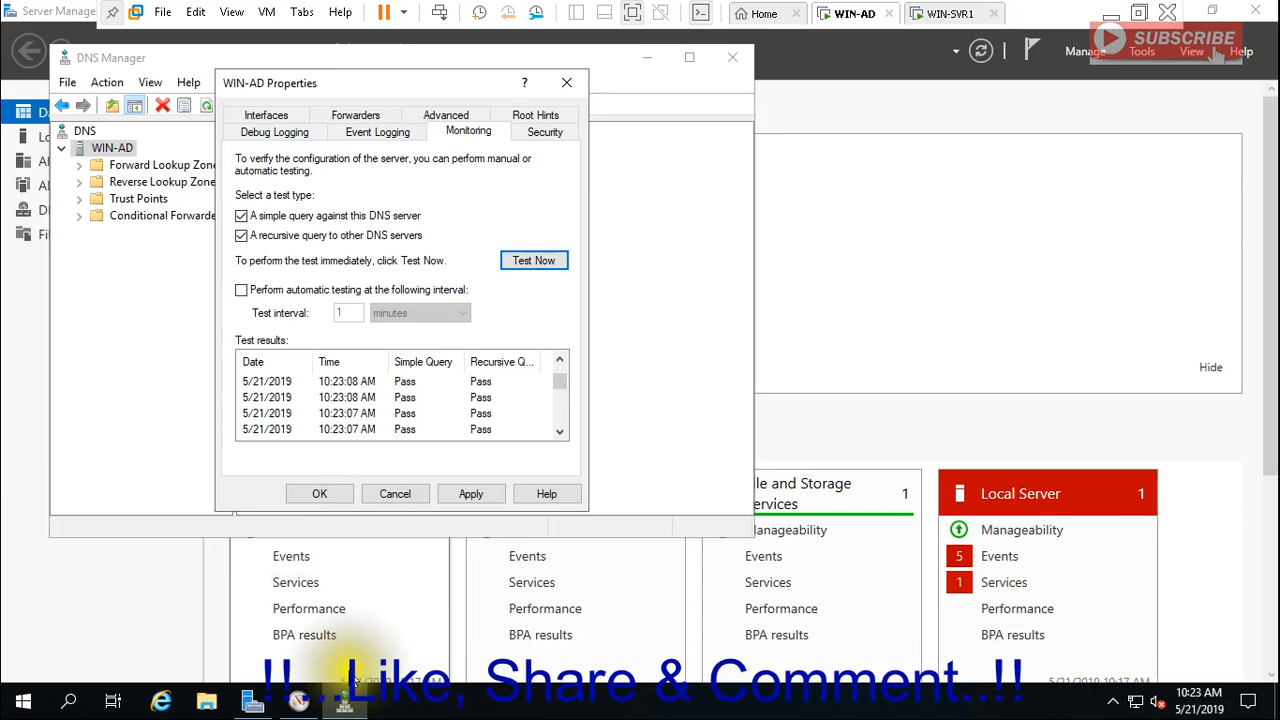 Server Manage
File Edit View VM Tabs Help
Home
WIN-AD
WIN-SVR1
SUBSCRIBE
Manage Tools View Help
DNS Manager
File Action View Help
DNS
WIN-AD
Forward Lookup Zone
Reverse Lookup Zone
Trust Points
Conditional Forwarde
WIN-AD Properties
?
Interfaces Forwarders Advanced Root Hints
Debug Logging Event Logging Monitoring Security
To verify the configuration of the server, you can perform manual or
automatic testing.
Select a test type:
A simple query against this DNS server
A recursive query to other DNS servers
To perform the test immediately, click Test Now.
Test Now
Perform automatic testing at the following interval:
Test interval: 1 minutes
Test results:
Date Time Simple Query Recursive Q...
5/21/2019 10:23:08 AM Pass Pass
5/21/2019 10:23:08 AM Pass Pass
5/21/2019 10:23:07 AM Pass Pass
5/21/2019 10:23:07 AM Pass Pass
OK Cancel Apply Help
Hide
Events
Services
Performance
BPA results
Events
Services
Performance
BPA results
ile and Storage
ervices
1
anageability
Events
Services
Performance
BPA results
Local Server 1
Manageability
5 Events
1 Services
Performance
BPA results
!! ..Like, Share & Comment..!!
10:23 AM
5/21/2019